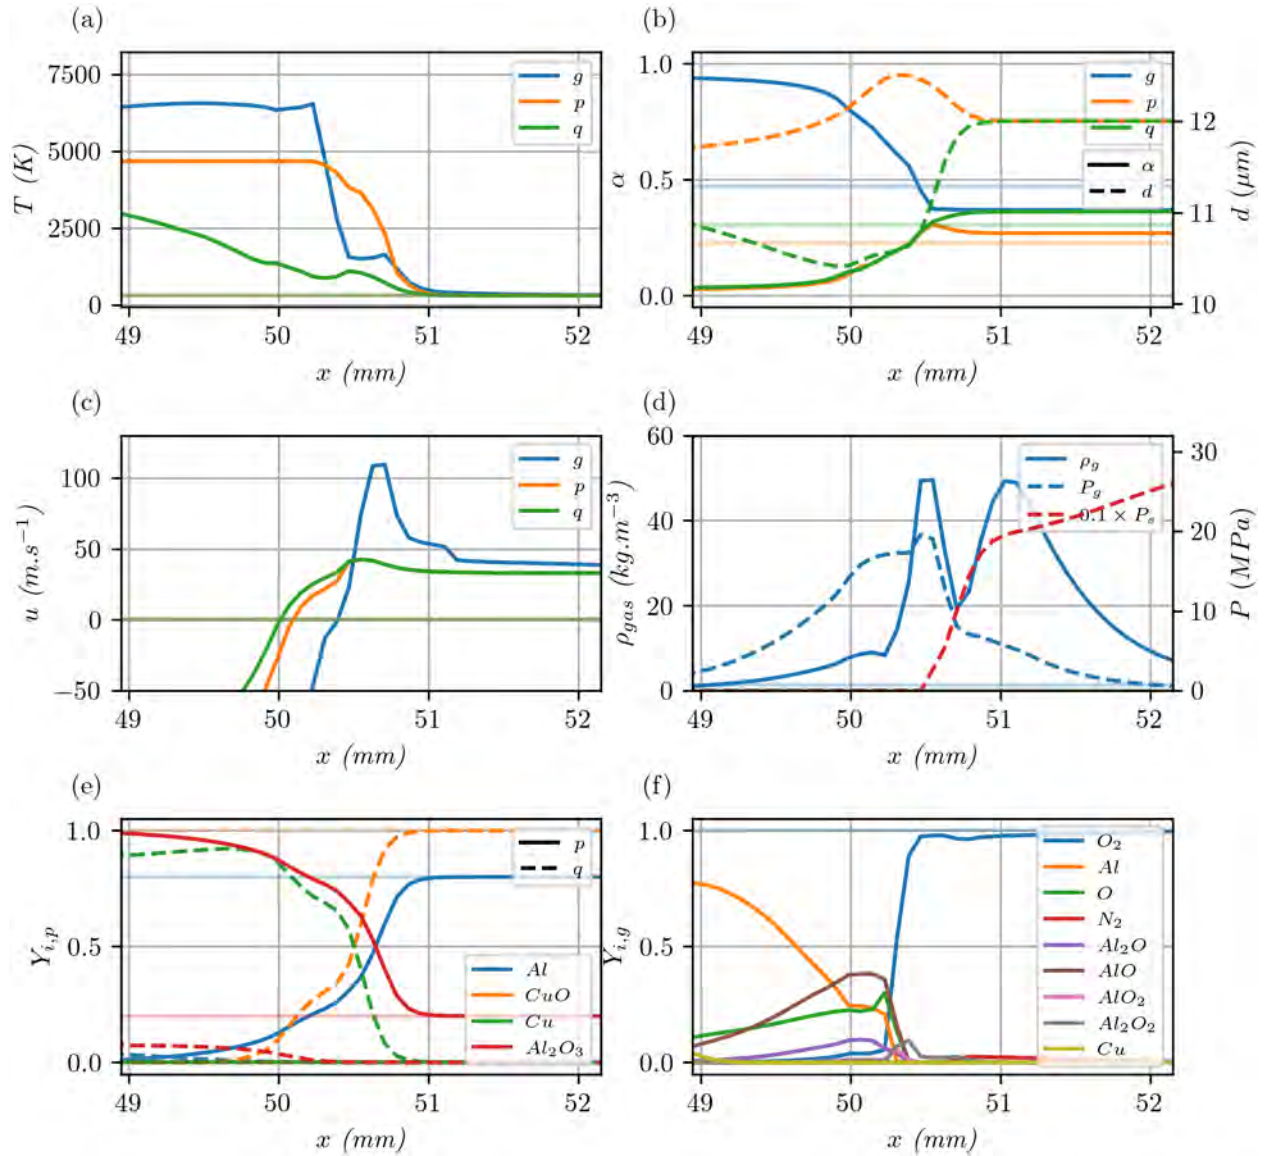 (a)
7500
5000
2500
0
T (K)
49 50 51 52
x (mm)
g
p
q
(b)
1.0
0.5
0.0
α
12
11
10
d (μm)
49 50 51 52
x (mm)
g
p
q
α
d
(c)
100
50
0
−50
u (m.s⁻¹)
49 50 51 52
x (mm)
g
p
q
(d)
60
40
20
0
ρgas (kg.m⁻³)
30
20
10
0
P (MPa)
49 50 51 52
x (mm)
ρg
Pg
0.1 × Ps
(e)
1.0
0.5
0.0
Yi,p
49 50 51 52
x (mm)
p
q
Al
CuO
Cu
Al₂O₃
(f)
1.0
0.5
0.0
Yi,g
49 50 51 52
x (mm)
O₂
Al
O
N₂
Al₂O
AlO
AlO₂
Al₂O₂
Cu